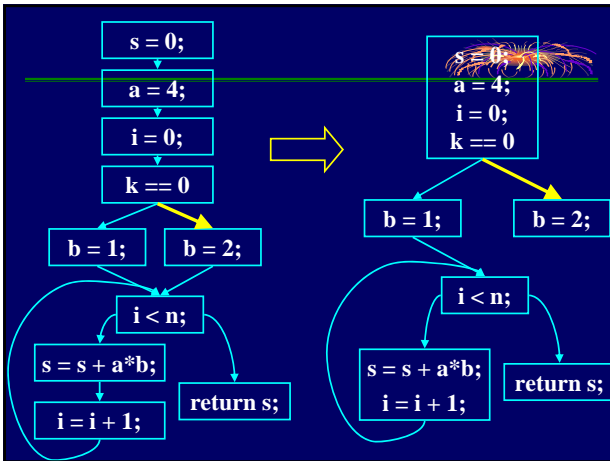 s = 0;
a = 4;
i = 0;
k == 0
b = 1;
b = 2;
i < n;
s = s + a*b;
return s;
i = i + 1;
s = 0;
a = 4;
i = 0;
k == 0
b = 1;
b = 2;
i < n;
s = s + a*b;
i = i + 1;
return s;